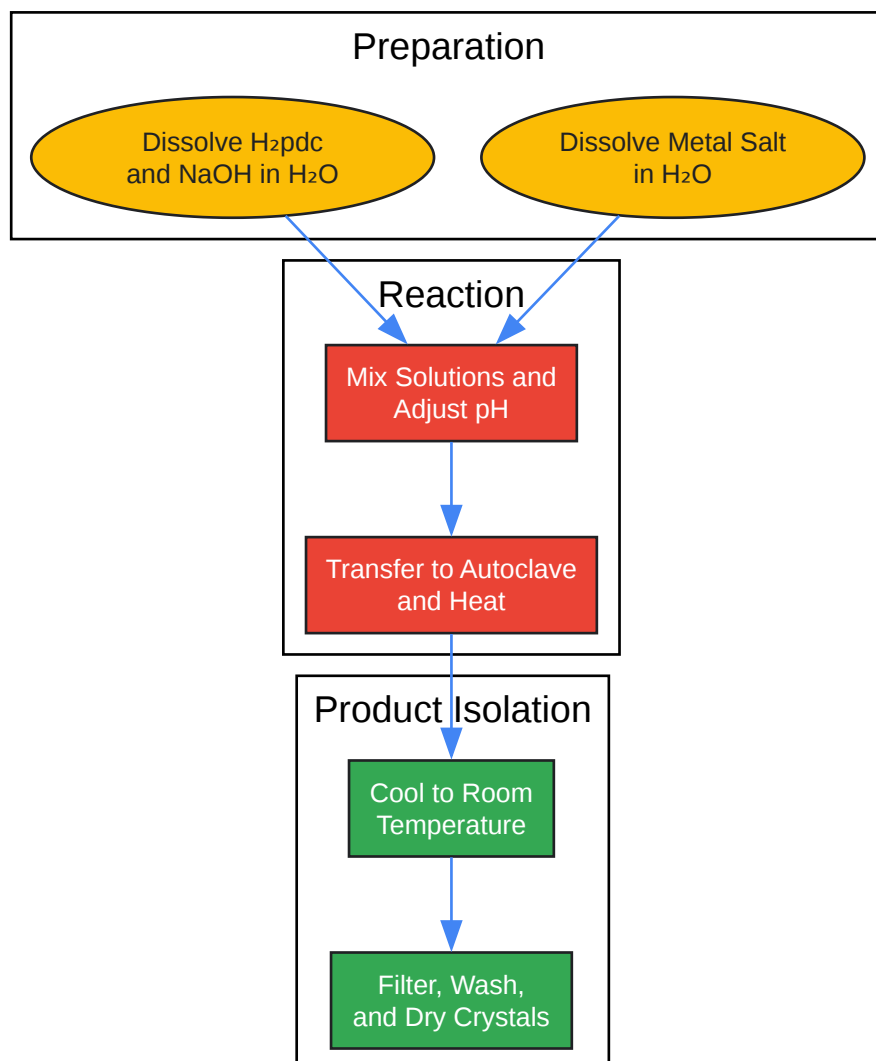 Preparation
Dissolve H₂pdc
and NaOH in H₂O
Dissolve Metal Salt
in H₂O
Reaction
Mix Solutions and
Adjust pH
Transfer to Autoclave
and Heat
Product Isolation
Cool to Room
Temperature
Filter, Wash,
and Dry Crystals